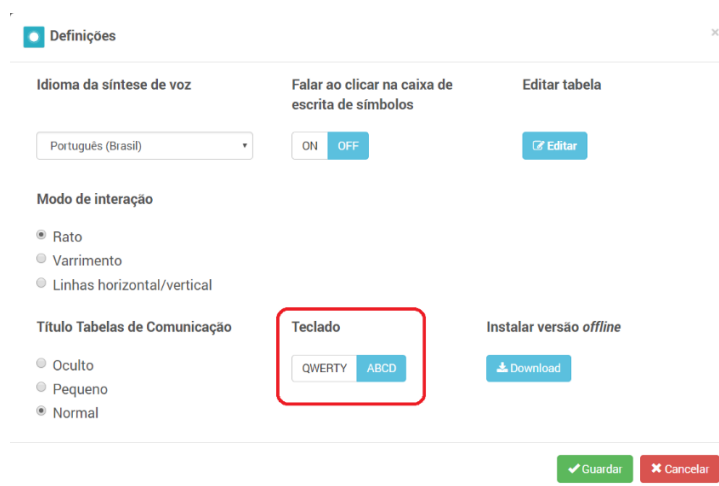 Definições
×
Idioma da síntese de voz
Falar ao clicar na caixa de
escrita de símbolos
Editar tabela
Português (Brasil)
ON OFF
Editar
Modo de interação
Rato
Varrimento
Linhas horizontal/vertical
Título Tabelas de Comunicação
Teclado
Instalar versão offline
Oculto
Pequeno
Normal
QWERTY ABCD
Download
Guardar
Cancelar